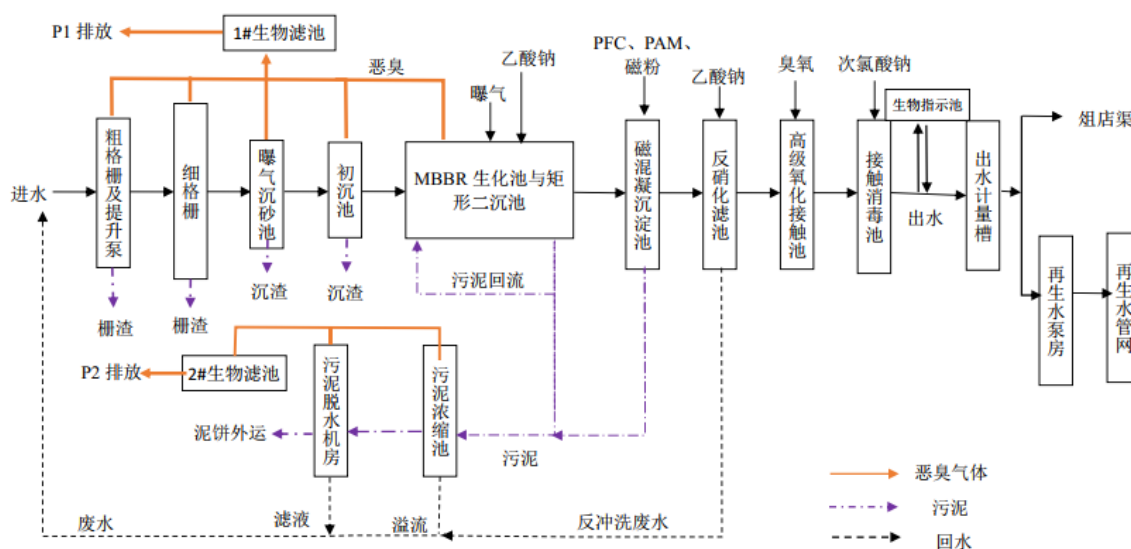 P1 排放
1#生物滤池
恶臭
乙酸钠
曝气
PFC、PAM、
磁粉
乙酸钠
臭氧
次氯酸钠
生物指示池
俎店渠
进水
粗格栅及提升泵
细格栅
曝气沉砂池
初沉池
MBBR 生化池与矩
形二沉池
磁混凝沉淀池
反硝化滤池
高级氧化接触池
接触消毒池
出水
出水计量槽
再生水泵房
再生水管网
栅渣
栅渣
沉渣
沉渣
污泥回流
P2 排放
2#生物滤池
污泥脱水机房
污泥浓缩池
泥饼外运
污泥
废水
滤液
溢流
反冲洗废水
恶臭气体
污泥
回水